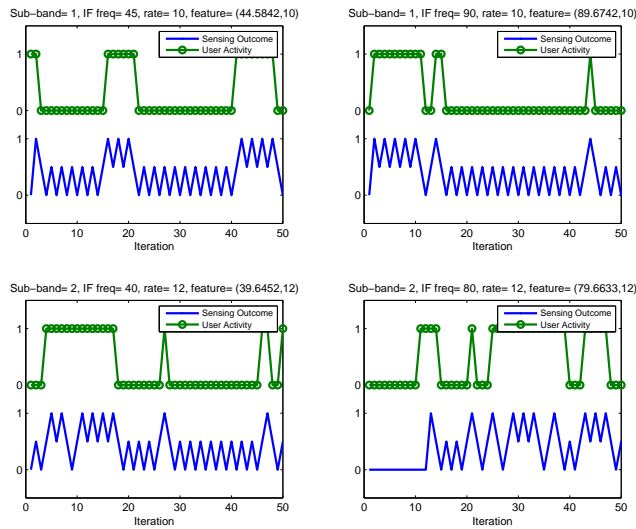 Sub-band= 1, IF freq= 45, rate= 10, feature= (44.5842,10)
Sensing Outcome
User Activity
1
0
1
0
0 10 20 30 40 50
Iteration
Sub-band= 1, IF freq= 90, rate= 10, feature= (89.6742,10)
Sensing Outcome
User Activity
1
0
1
0
0 10 20 30 40 50
Iteration
Sub-band= 2, IF freq= 40, rate= 12, feature= (39.6452,12)
Sensing Outcome
User Activity
1
0
1
0
0 10 20 30 40 50
Iteration
Sub-band= 2, IF freq= 80, rate= 12, feature= (79.6633,12)
Sensing Outcome
User Activity
1
0
1
0
0 10 20 30 40 50
Iteration